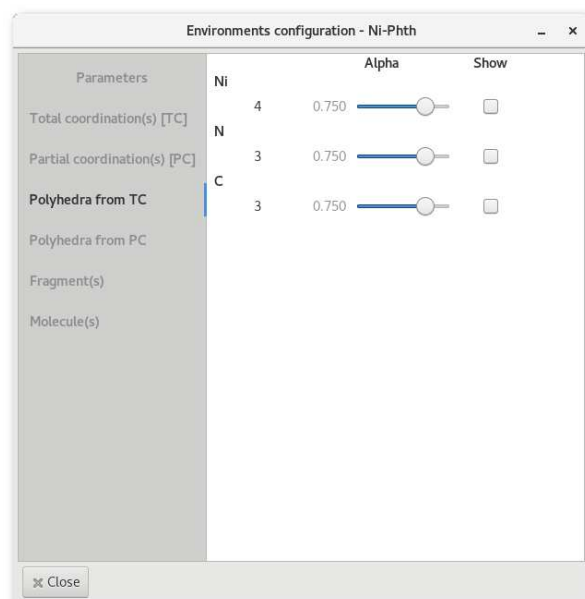 Environments configuration - Ni-Phth
Parameters
Total coordination(s) [TC]
Partial coordination(s) [PC]
Polyhedra from TC
Polyhedra from PC
Fragment(s)
Molecule(s)
Alpha Show
Ni
4 0.750
N
3 0.750
C
3 0.750
Close